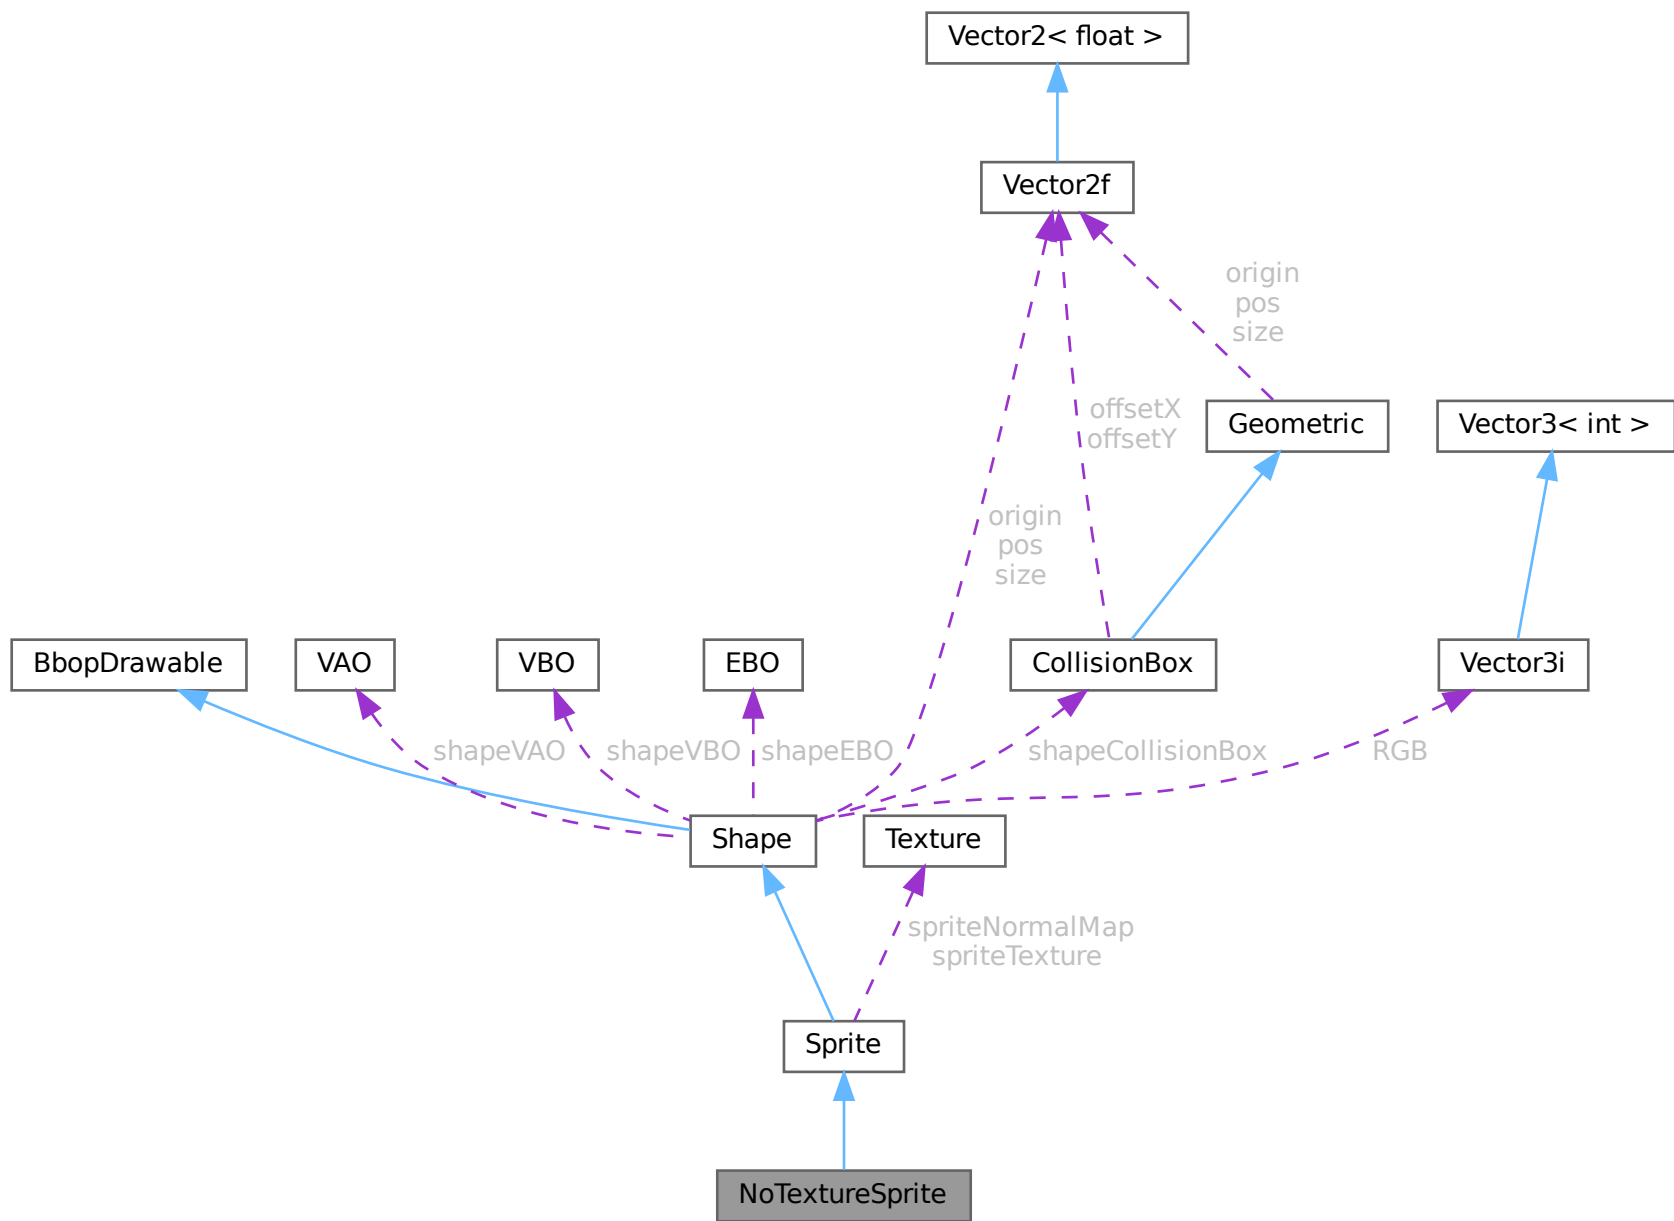 Vector2< float >
Vector2f
origin
pos
size
offsetX
offsetY
Geometric
Vector3< int >
origin
pos
size
BbopDrawable
VAO
VBO
EBO
CollisionBox
Vector3i
shapeVAO
shapeVBO
shapeEBO
shapeCollisionBox
RGB
Shape
Texture
spriteNormalMap
spriteTexture
Sprite
NoTextureSprite